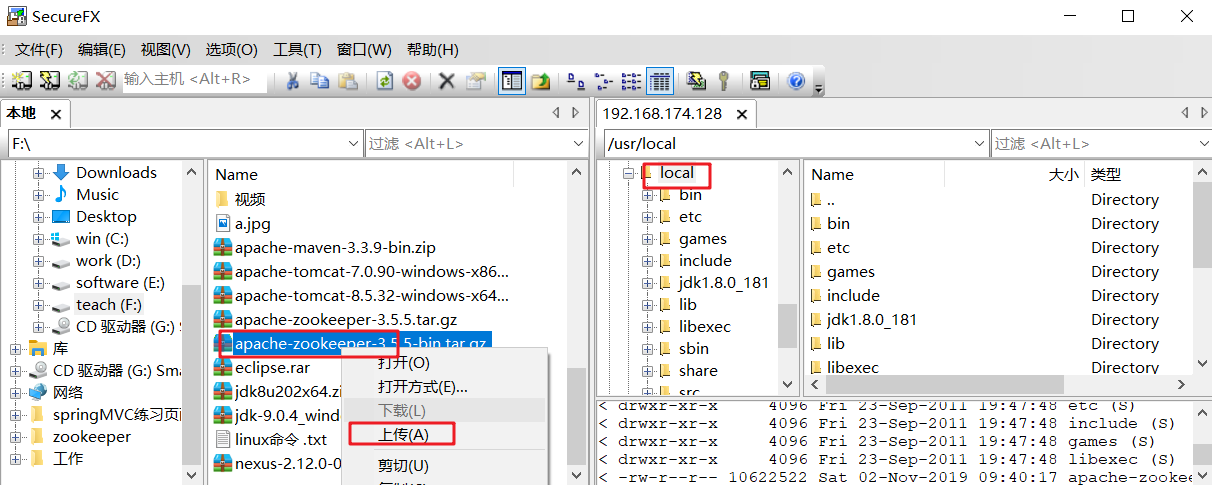 SecureFX
文件(F) 编辑(E) 视图(V) 选项(O) 工具(T) 窗口(W) 帮助(H)
输入主机 <Alt+R>
本地
F:\ 过滤 <Alt+L>
Downloads
Music
Desktop
win (C:)
work (D:)
software (E:)
teach (F:)
CD 驱动器 (G:) S
库
CD 驱动器 (G:) Sma
网络
springMVC练习页
zookeeper
工作
Name
视频
a.jpg
apache-maven-3.3.9-bin.zip
apache-tomcat-7.0.90-windows-x86...
apache-tomcat-8.5.32-windows-x64...
apache-zookeeper-3.5.5.tar.gz
apache-zookeeper-3.5.5-bin.tar.gz
eclipse.rar
jdk8u202x64.zi
jdk-9.0.4_wind
linux命令 .txt
nexus-2.12.0-0
打开(O)
打开方式(E)...
下载(L)
上传(A)
剪切(U)
192.168.174.128
/usr/local 过滤 <Alt+L>
local
bin
etc
games
include
jdk1.8.0_181
lib
libexec
sbin
share
src
Name 大小 类型
.. Directory
bin Directory
etc Directory
games Directory
include Directory
jdk1.8.0_181 Directory
lib Directory
libexec Directory
< drwxr-xr-x 4096 Fri 23-Sep-2011 19:47:48 etc (S)
< drwxr-xr-x 4096 Fri 23-Sep-2011 19:47:48 include (S)
< drwxr-xr-x 4096 Fri 23-Sep-2011 19:47:48 games (S)
< drwxr-xr-x 4096 Fri 23-Sep-2011 19:47:48 libexec (S)
< -rw-r--r-- 10622522 Sat 02-Nov-2019 09:40:17 apache-zooke